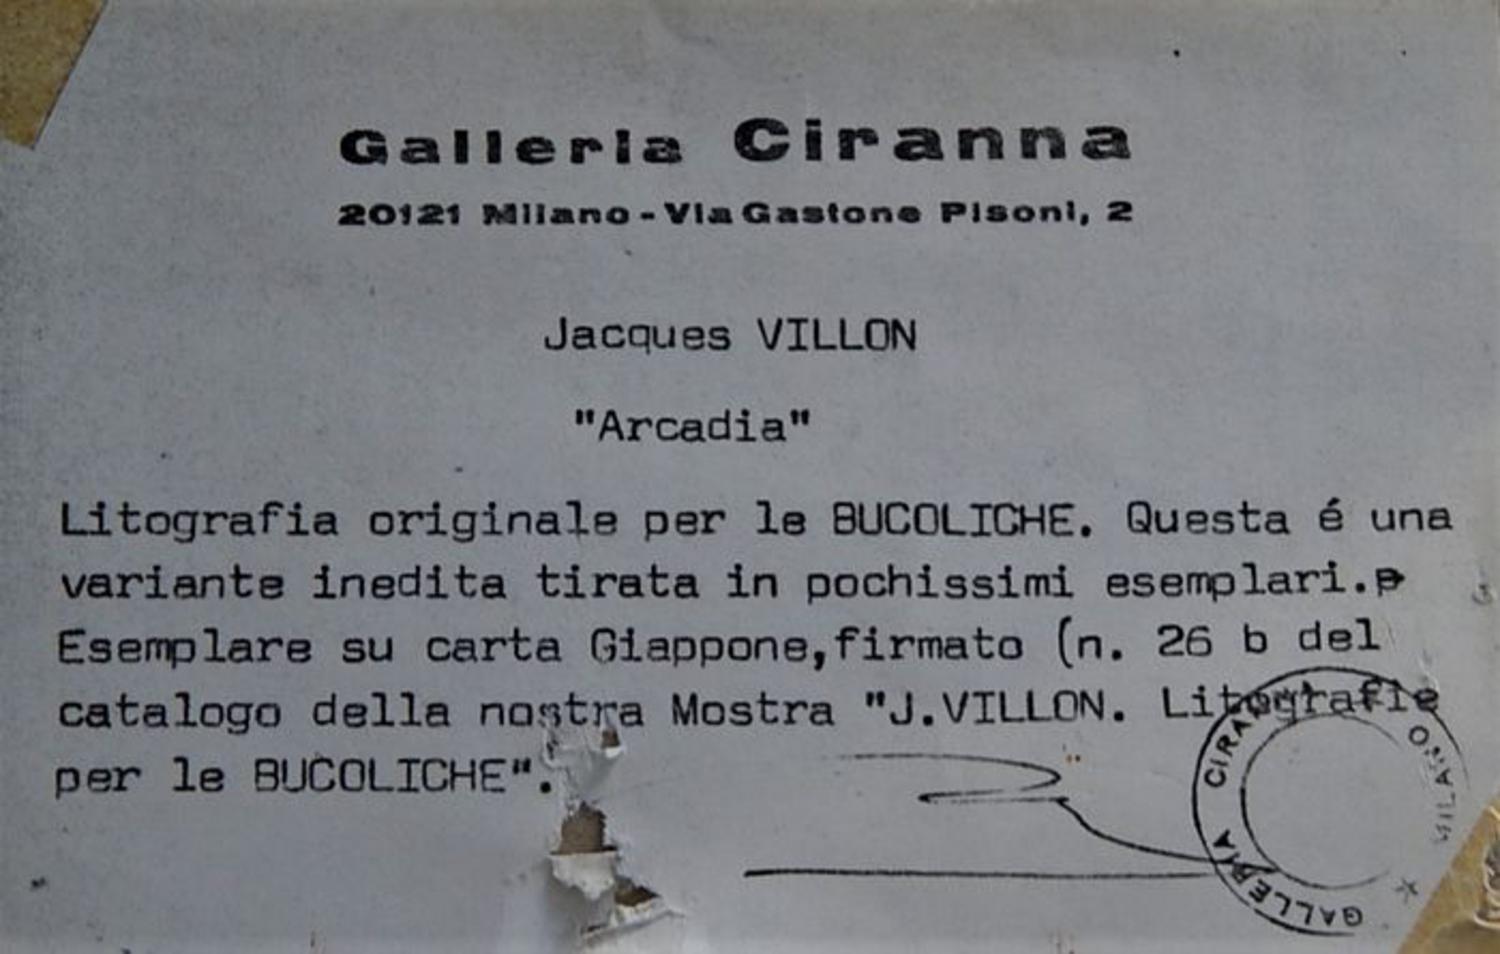 Galleria Ciranna
20121 Milano - Via Gastone Pisoni, 2
Jacques VILLON
"Arcadia"
Litografia originale per le BUCOLICHE. Questa é una
variante inedita tirata in pochissimi esemplari.
Esemplare su carta Giappone,firmato (n. 26 b del
catalogo della nostra Mostra "J.VILLON. Litografie
per le BUCOLICHE".
GALLERIA CIRANNA MILANO